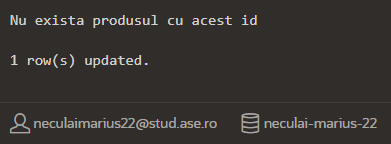 Nu exista produsul cu acest id
1 row(s) updated.
neculaimarius22@stud.ase.ro neculai-marius-22